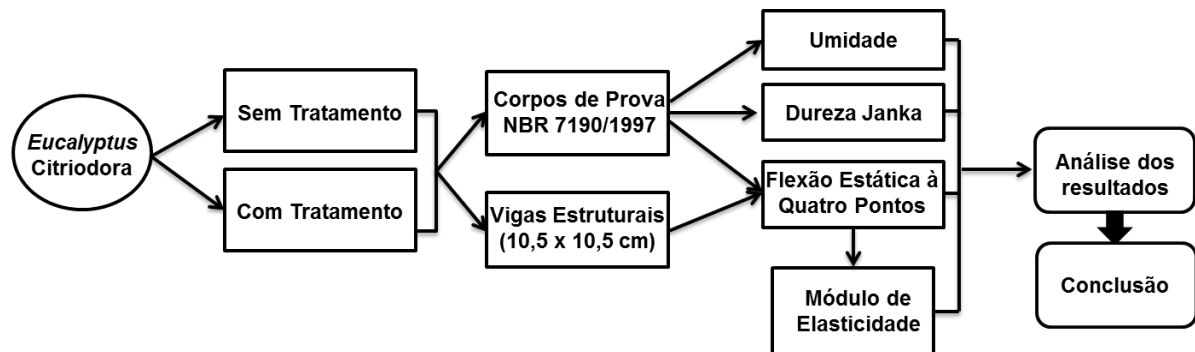 Eucalyptus
Citriodora
Sem Tratamento
Com Tratamento
Corpos de Prova
NBR 7190/1997
Vigas Estruturais
(10,5 x 10,5 cm)
Umidade
Dureza Janka
Flexão Estática à
Quatro Pontos
Módulo de
Elasticidade
Análise dos
resultados
Conclusão